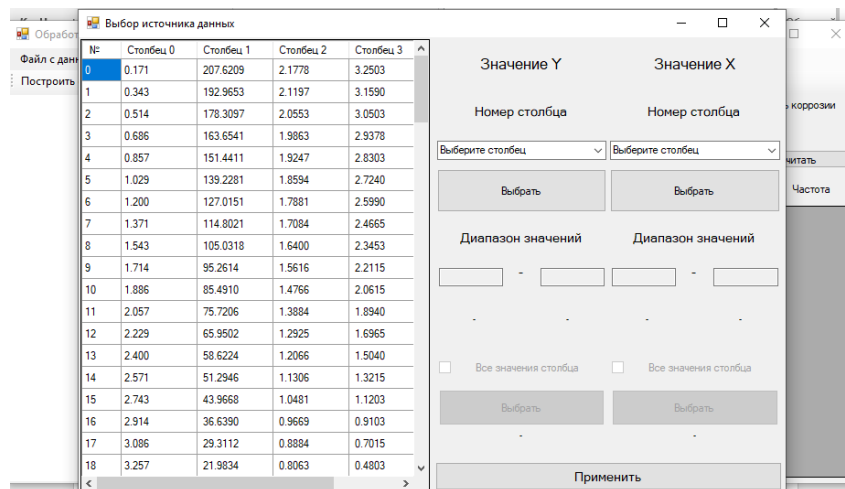 Выбор источника данных
Обработ
Файл с данн
Построить
№ Столбец 0 Столбец 1 Столбец 2 Столбец 3
0 0.171 207.6209 2.1778 3.2503
1 0.343 192.9653 2.1197 3.1590
2 0.514 178.3097 2.0553 3.0503
3 0.686 163.6541 1.9863 2.9378
4 0.857 151.4411 1.9247 2.8303
5 1.029 139.2281 1.8594 2.7240
6 1.200 127.0151 1.7881 2.5990
7 1.371 114.8021 1.7084 2.4665
8 1.543 105.0318 1.6400 2.3453
9 1.714 95.2614 1.5616 2.2115
10 1.886 85.4910 1.4766 2.0615
11 2.057 75.7206 1.3884 1.8940
12 2.229 65.9502 1.2925 1.6965
13 2.400 58.6224 1.2066 1.5040
14 2.571 51.2946 1.1306 1.3215
15 2.743 43.9668 1.0481 1.1203
16 2.914 36.6390 0.9669 0.9103
17 3.086 29.3112 0.8884 0.7015
18 3.257 21.9834 0.8063 0.4803
Значение Y Значение X
Номер столбца Номер столбца
Выберите столбец Выберите столбец
Выбрать Выбрать
Диапазон значений Диапазон значений
- -
- - - -
Все значения столбца Все значения столбца
Выбрать Выбрать
- -
Применить
ь коррозии
читать
Частота